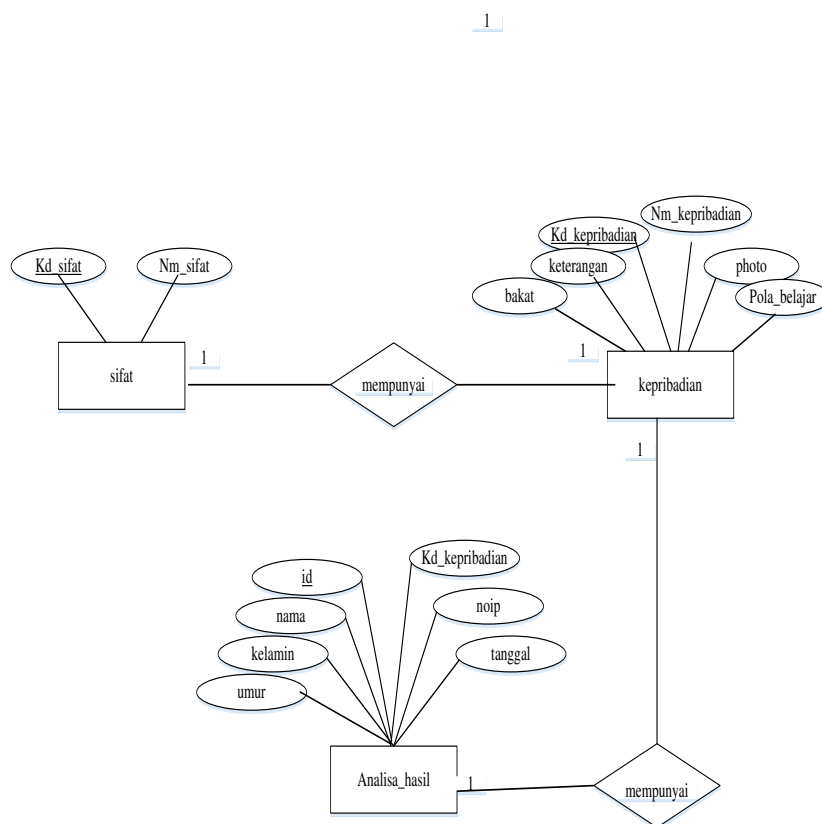 1
Nm_kepribadian
Kd_kepribadian
Kd_sifat
Nm_sifat
keterangan
photo
bakat
Pola_belajar
1
1
sifat
mempunyai
kepribadian
1
Kd_kepribadian
id
nama
noip
kelamin
tanggal
umur
Analisa_hasil
1
mempunyai